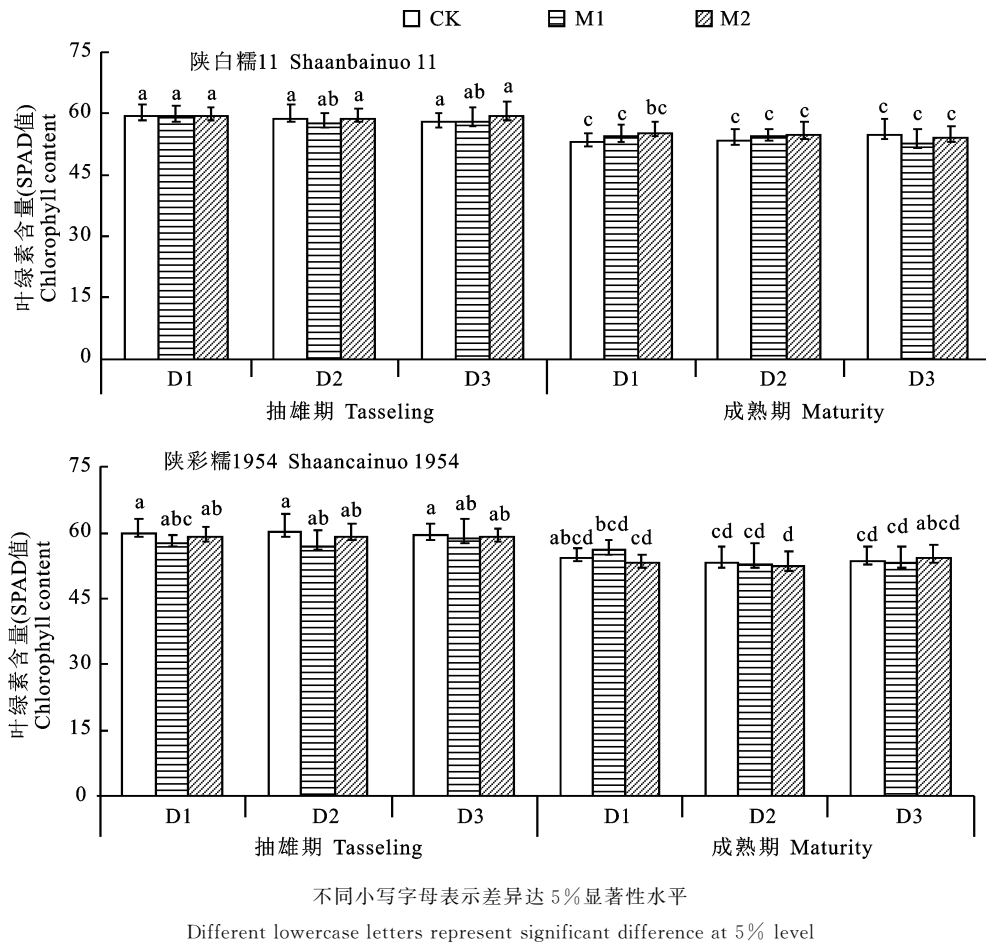 CK M1 M2
陕白糯11 Shaanbainuo 11
叶绿素含量(SPAD值)
Chlorophyll content
75
60
45
30
15
0
a a a a ab a a ab a c c bc c c c c c c
D1 D2 D3 D1 D2 D3
抽雄期 Tasseling 成熟期 Maturity
陕彩糯1954 Shaancainuo 1954
叶绿素含量(SPAD值)
Chlorophyll content
75
60
45
30
15
0
a abc ab a ab ab a ab ab abcd bcd cd cd cd d cd cd abcd
D1 D2 D3 D1 D2 D3
抽雄期 Tasseling 成熟期 Maturity
不同小写字母表示差异达 5%显著性水平
Different lowercase letters represent significant difference at 5% level